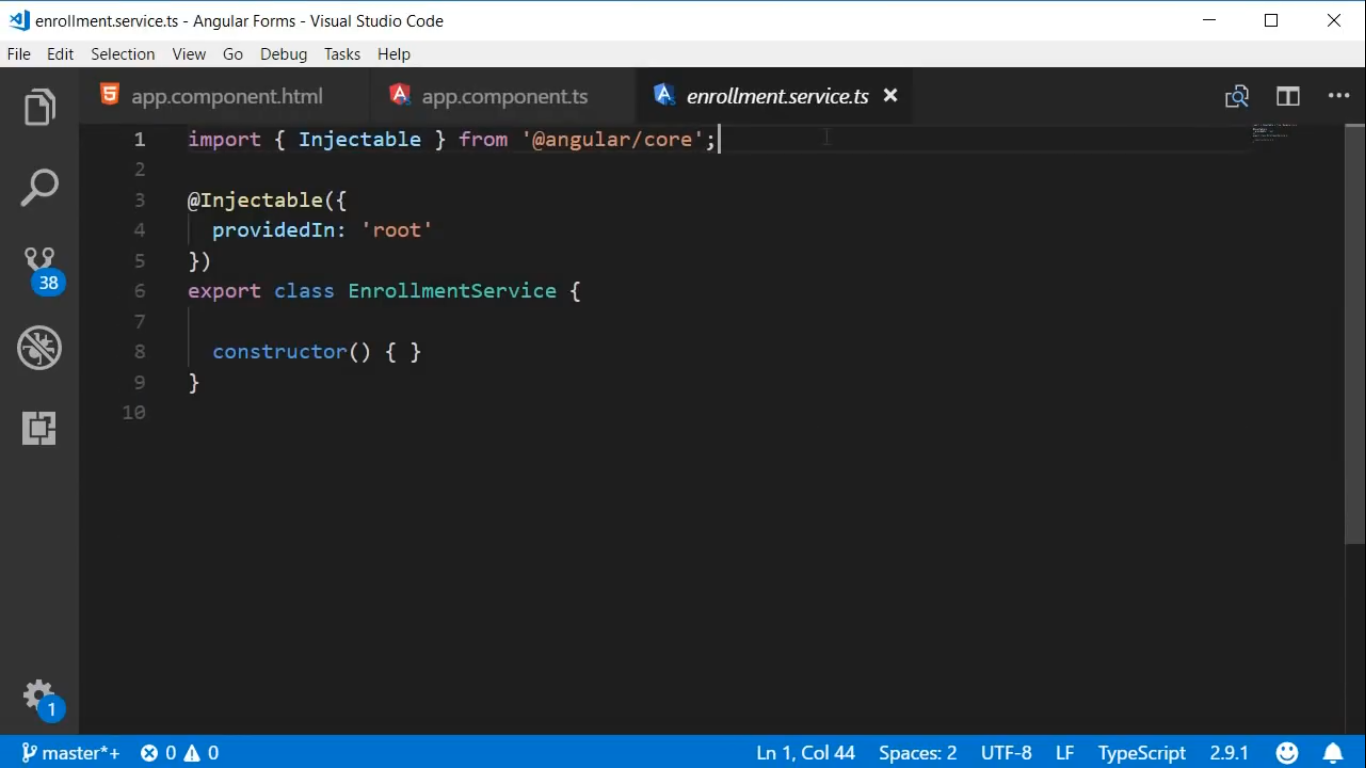 enrollment.service.ts - Angular Forms - Visual Studio Code
File Edit Selection View Go Debug Tasks Help
app.component.html app.component.ts enrollment.service.ts
1 import { Injectable } from '@angular/core';
2
3 @Injectable({
4 providedIn: 'root'
5 })
6 export class EnrollmentService {
7
8 constructor() { }
9 }
10
38
1
master*+ 0 0 Ln 1, Col 44 Spaces: 2 UTF-8 LF TypeScript 2.9.1